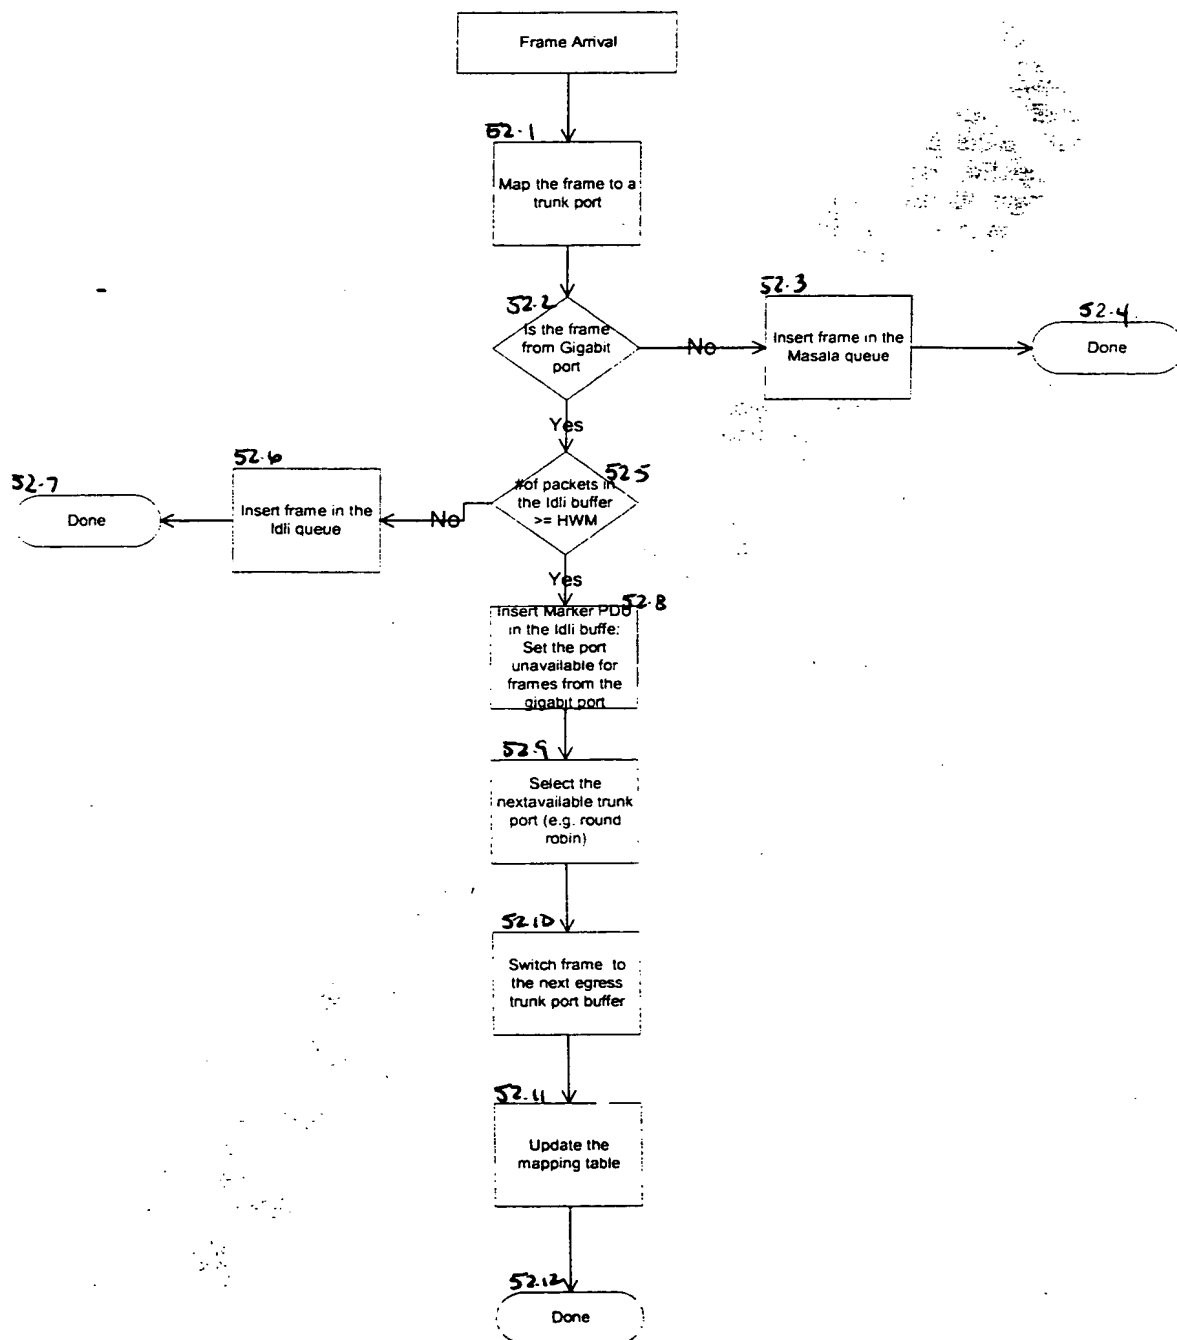 Frame Arrival
52.1
Map the frame to a
trunk port
52.2
Is the frame
from Gigabit
port
No
52.3
Insert frame in the
Masala queue
52.4
Done
Yes
52.5
#of packets in
the Idli buffer
>= HWM
No
52.6
Insert frame in the
Idli queue
52.7
Done
Yes
52.8
Insert Marker PDU
in the Idli buffe:
Set the port
unavailable for
frames from the
gigabit port
52.9
Select the
nextavailable trunk
port (e.g. round
robin)
52.10
Switch frame to
the next egress
trunk port buffer
52.11
Update the
mapping table
52.12
Done